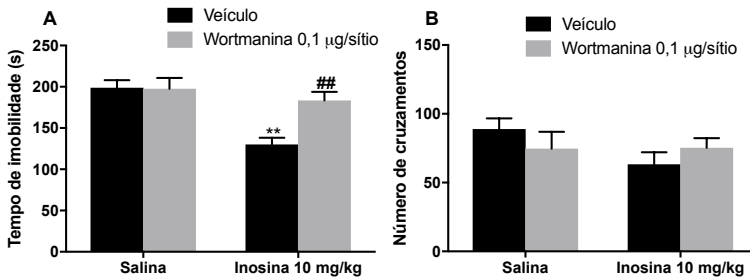 A
Veículo
Wortmanina 0,1 µg/sítio
Tempo de imobilidade (s)
250
200
150
100
50
0
**
##
Salina
Inosina 10 mg/kg
B
Veículo
Wortmanina 0,1 µg/sítio
Número de cruzamentos
150
100
50
0
Salina
Inosina 10 mg/kg